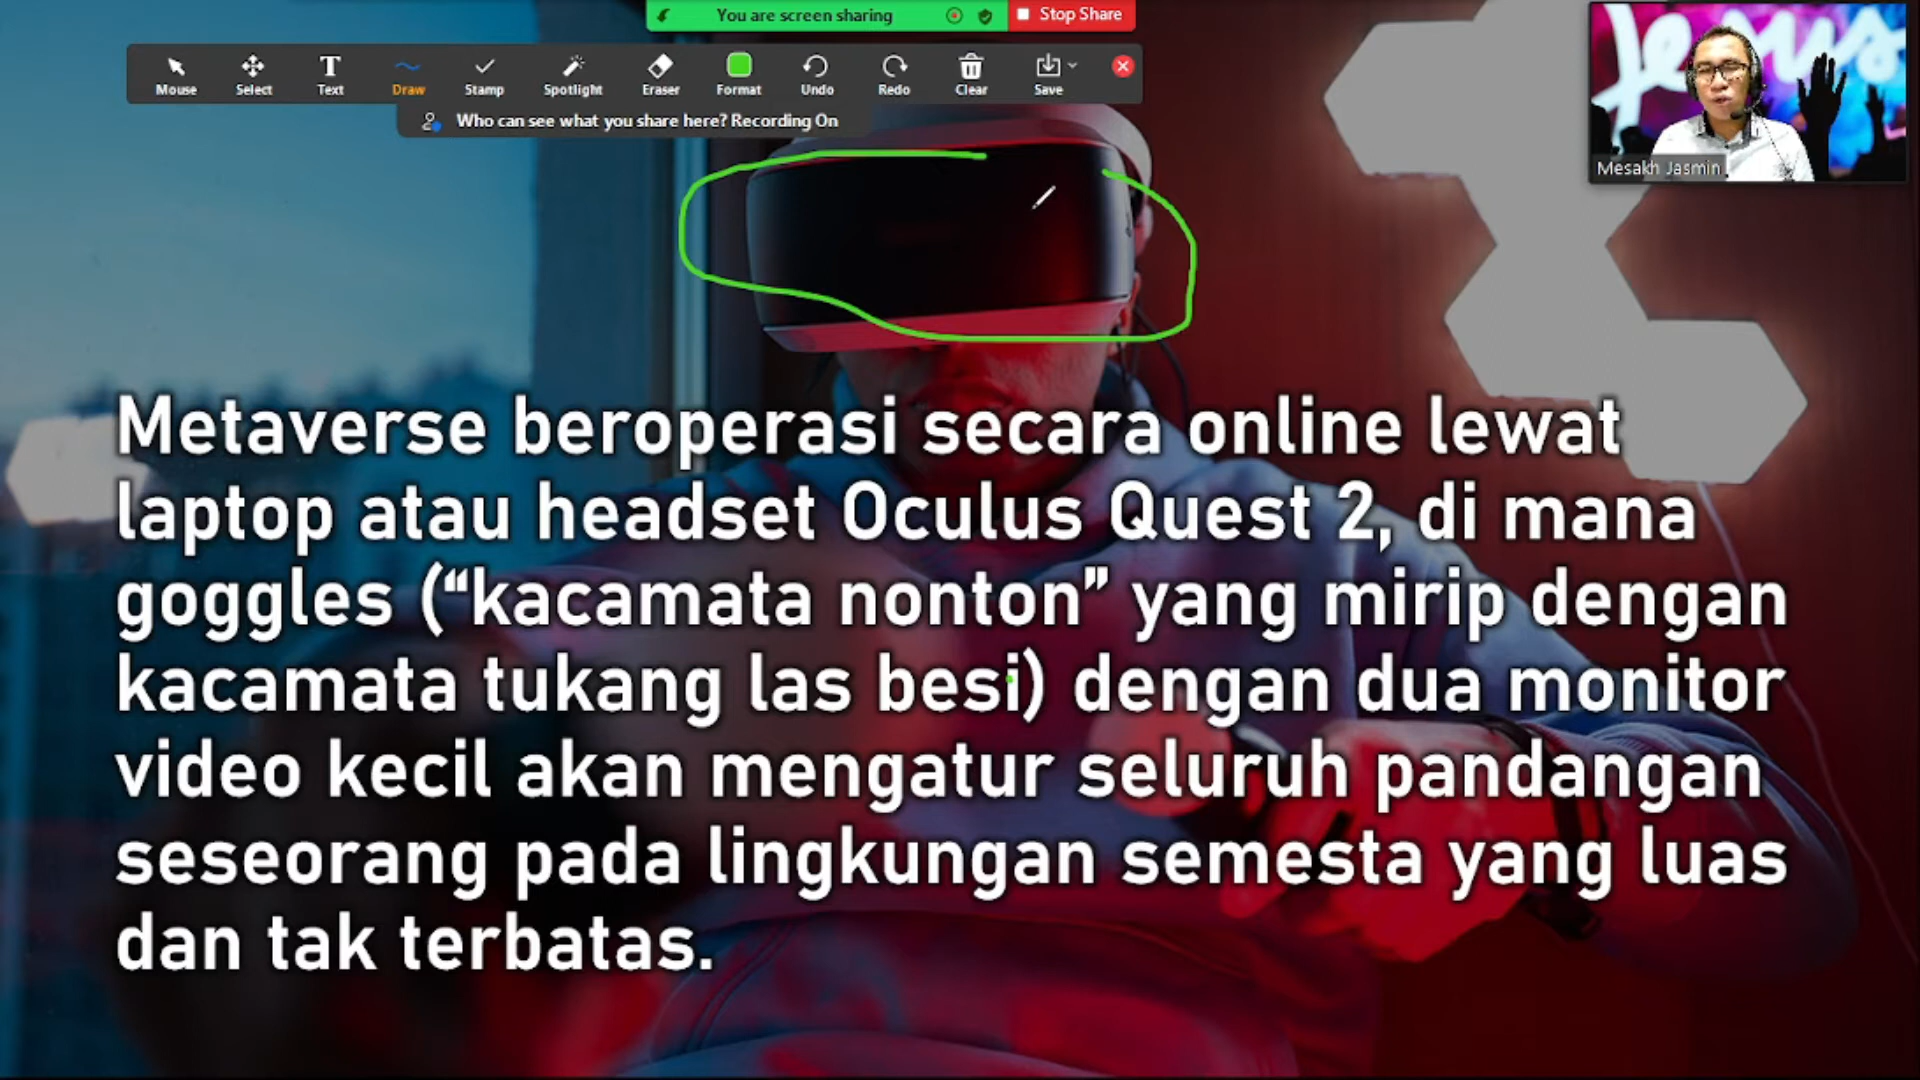 You are screen sharing
Stop Share
Mouse
Select
Text
Draw
Stamp
Spotlight
Eraser
Format
Undo
Redo
Clear
Save
Who can see what you share here? Recording On
Jesus
Mesakh Jasmin
Metaverse beroperasi secara online lewat
laptop atau headset Oculus Quest 2, di mana
goggles (“kacamata nonton” yang mirip dengan
kacamata tukang las besi) dengan dua monitor
video kecil akan mengatur seluruh pandangan
seseorang pada lingkungan semesta yang luas
dan tak terbatas.